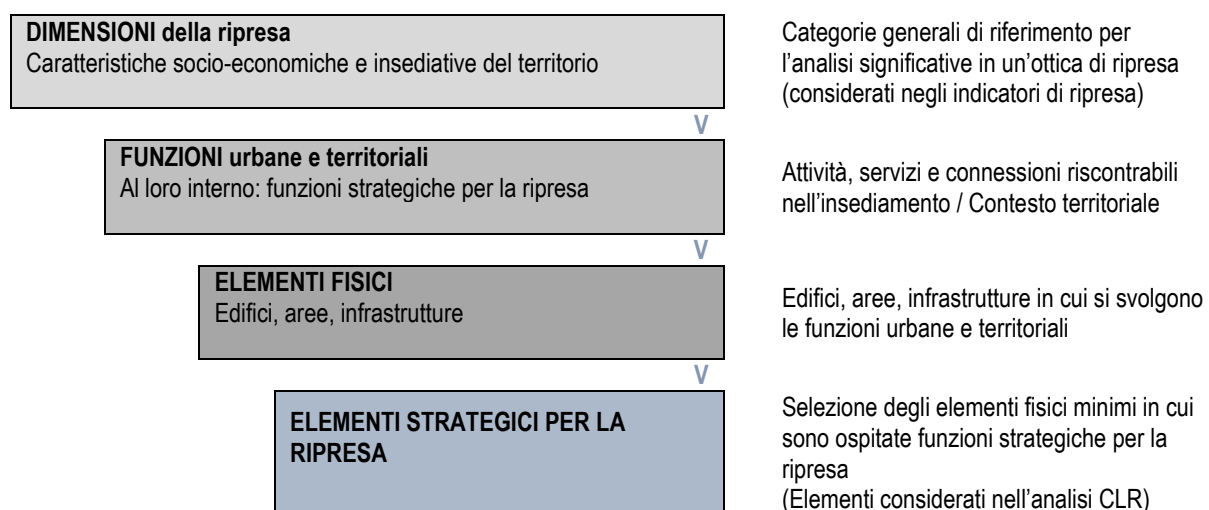 DIMENSIONI della ripresa
Caratteristiche socio-economiche e insediative del territorio
Categorie generali di riferimento per
l'analisi significative in un'ottica di ripresa
(considerati negli indicatori di ripresa)
V
FUNZIONI urbane e territoriali
Al loro interno: funzioni strategiche per la ripresa
Attività, servizi e connessioni riscontrabili
nell'insediamento / Contesto territoriale
V
ELEMENTI FISICI
Edifici, aree, infrastrutture
Edifici, aree, infrastrutture in cui si svolgono
le funzioni urbane e territoriali
V
ELEMENTI STRATEGICI PER LA
RIPRESA
Selezione degli elementi fisici minimi in cui
sono ospitate funzioni strategiche per la
ripresa
(Elementi considerati nell'analisi CLR)